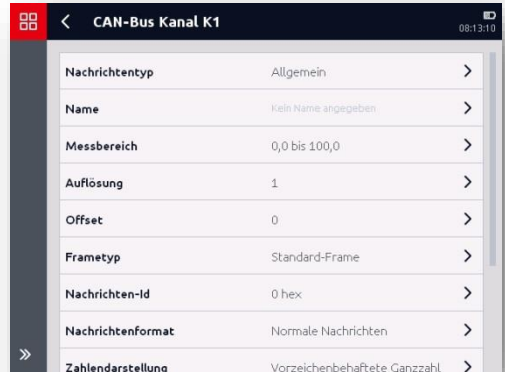 CAN-Bus Kanal K1
08:13:10
Nachrichtentyp Allgemein
Name Kein Name angegeben
Messbereich 0,0 bis 100,0
Auflösung 1
Offset 0
Frametyp Standard-Frame
Nachrichten-Id 0 hex
Nachrichtenformat Normale Nachrichten
Zahlendarstellung Vorzeichenbehaftete Ganzzahl